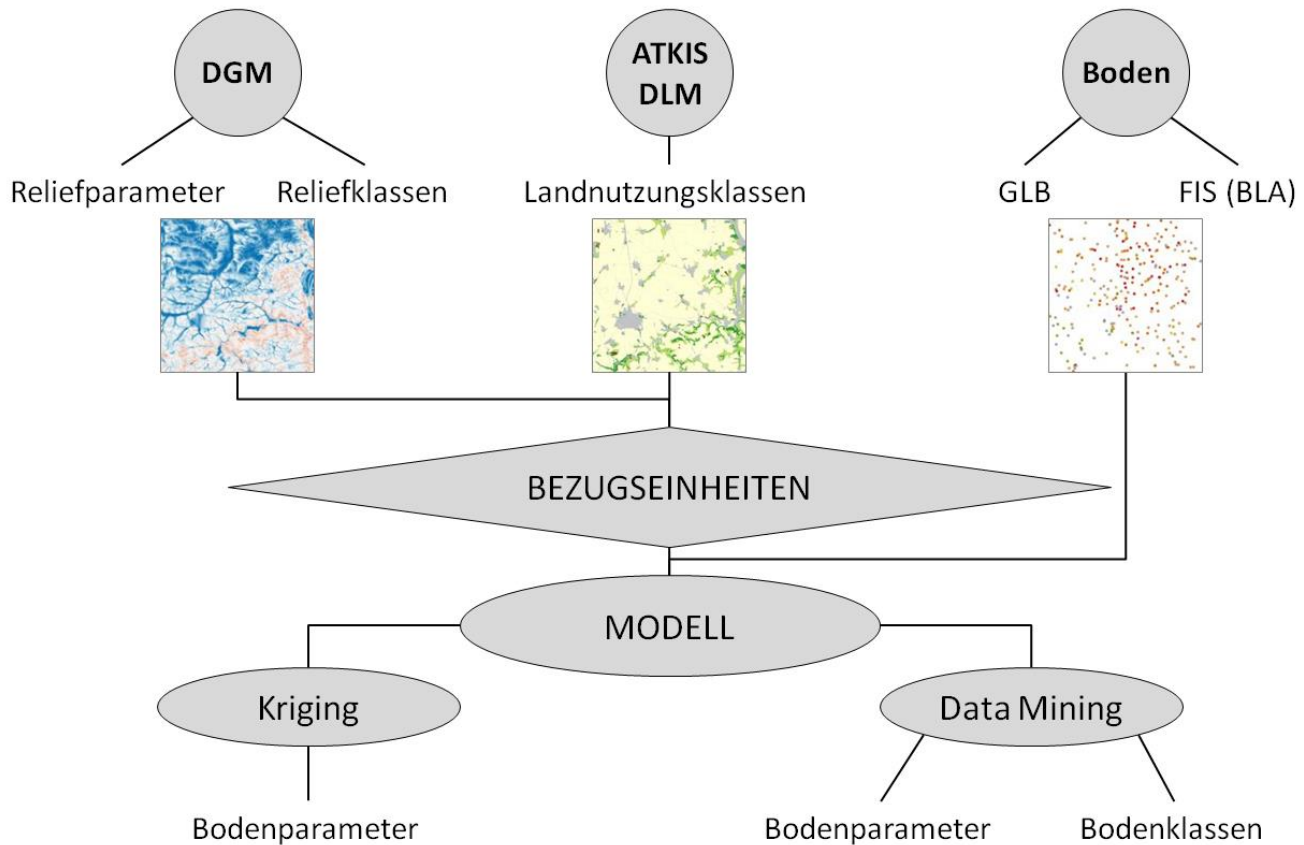 DGM
ATKIS
DLM
Boden
Reliefparameter
Reliefklassen
Landnutzungsklassen
GLB
FIS (BLA)
BEZUGSEINHEITEN
MODELL
Kriging
Data Mining
Bodenparameter
Bodenparameter
Bodenklassen